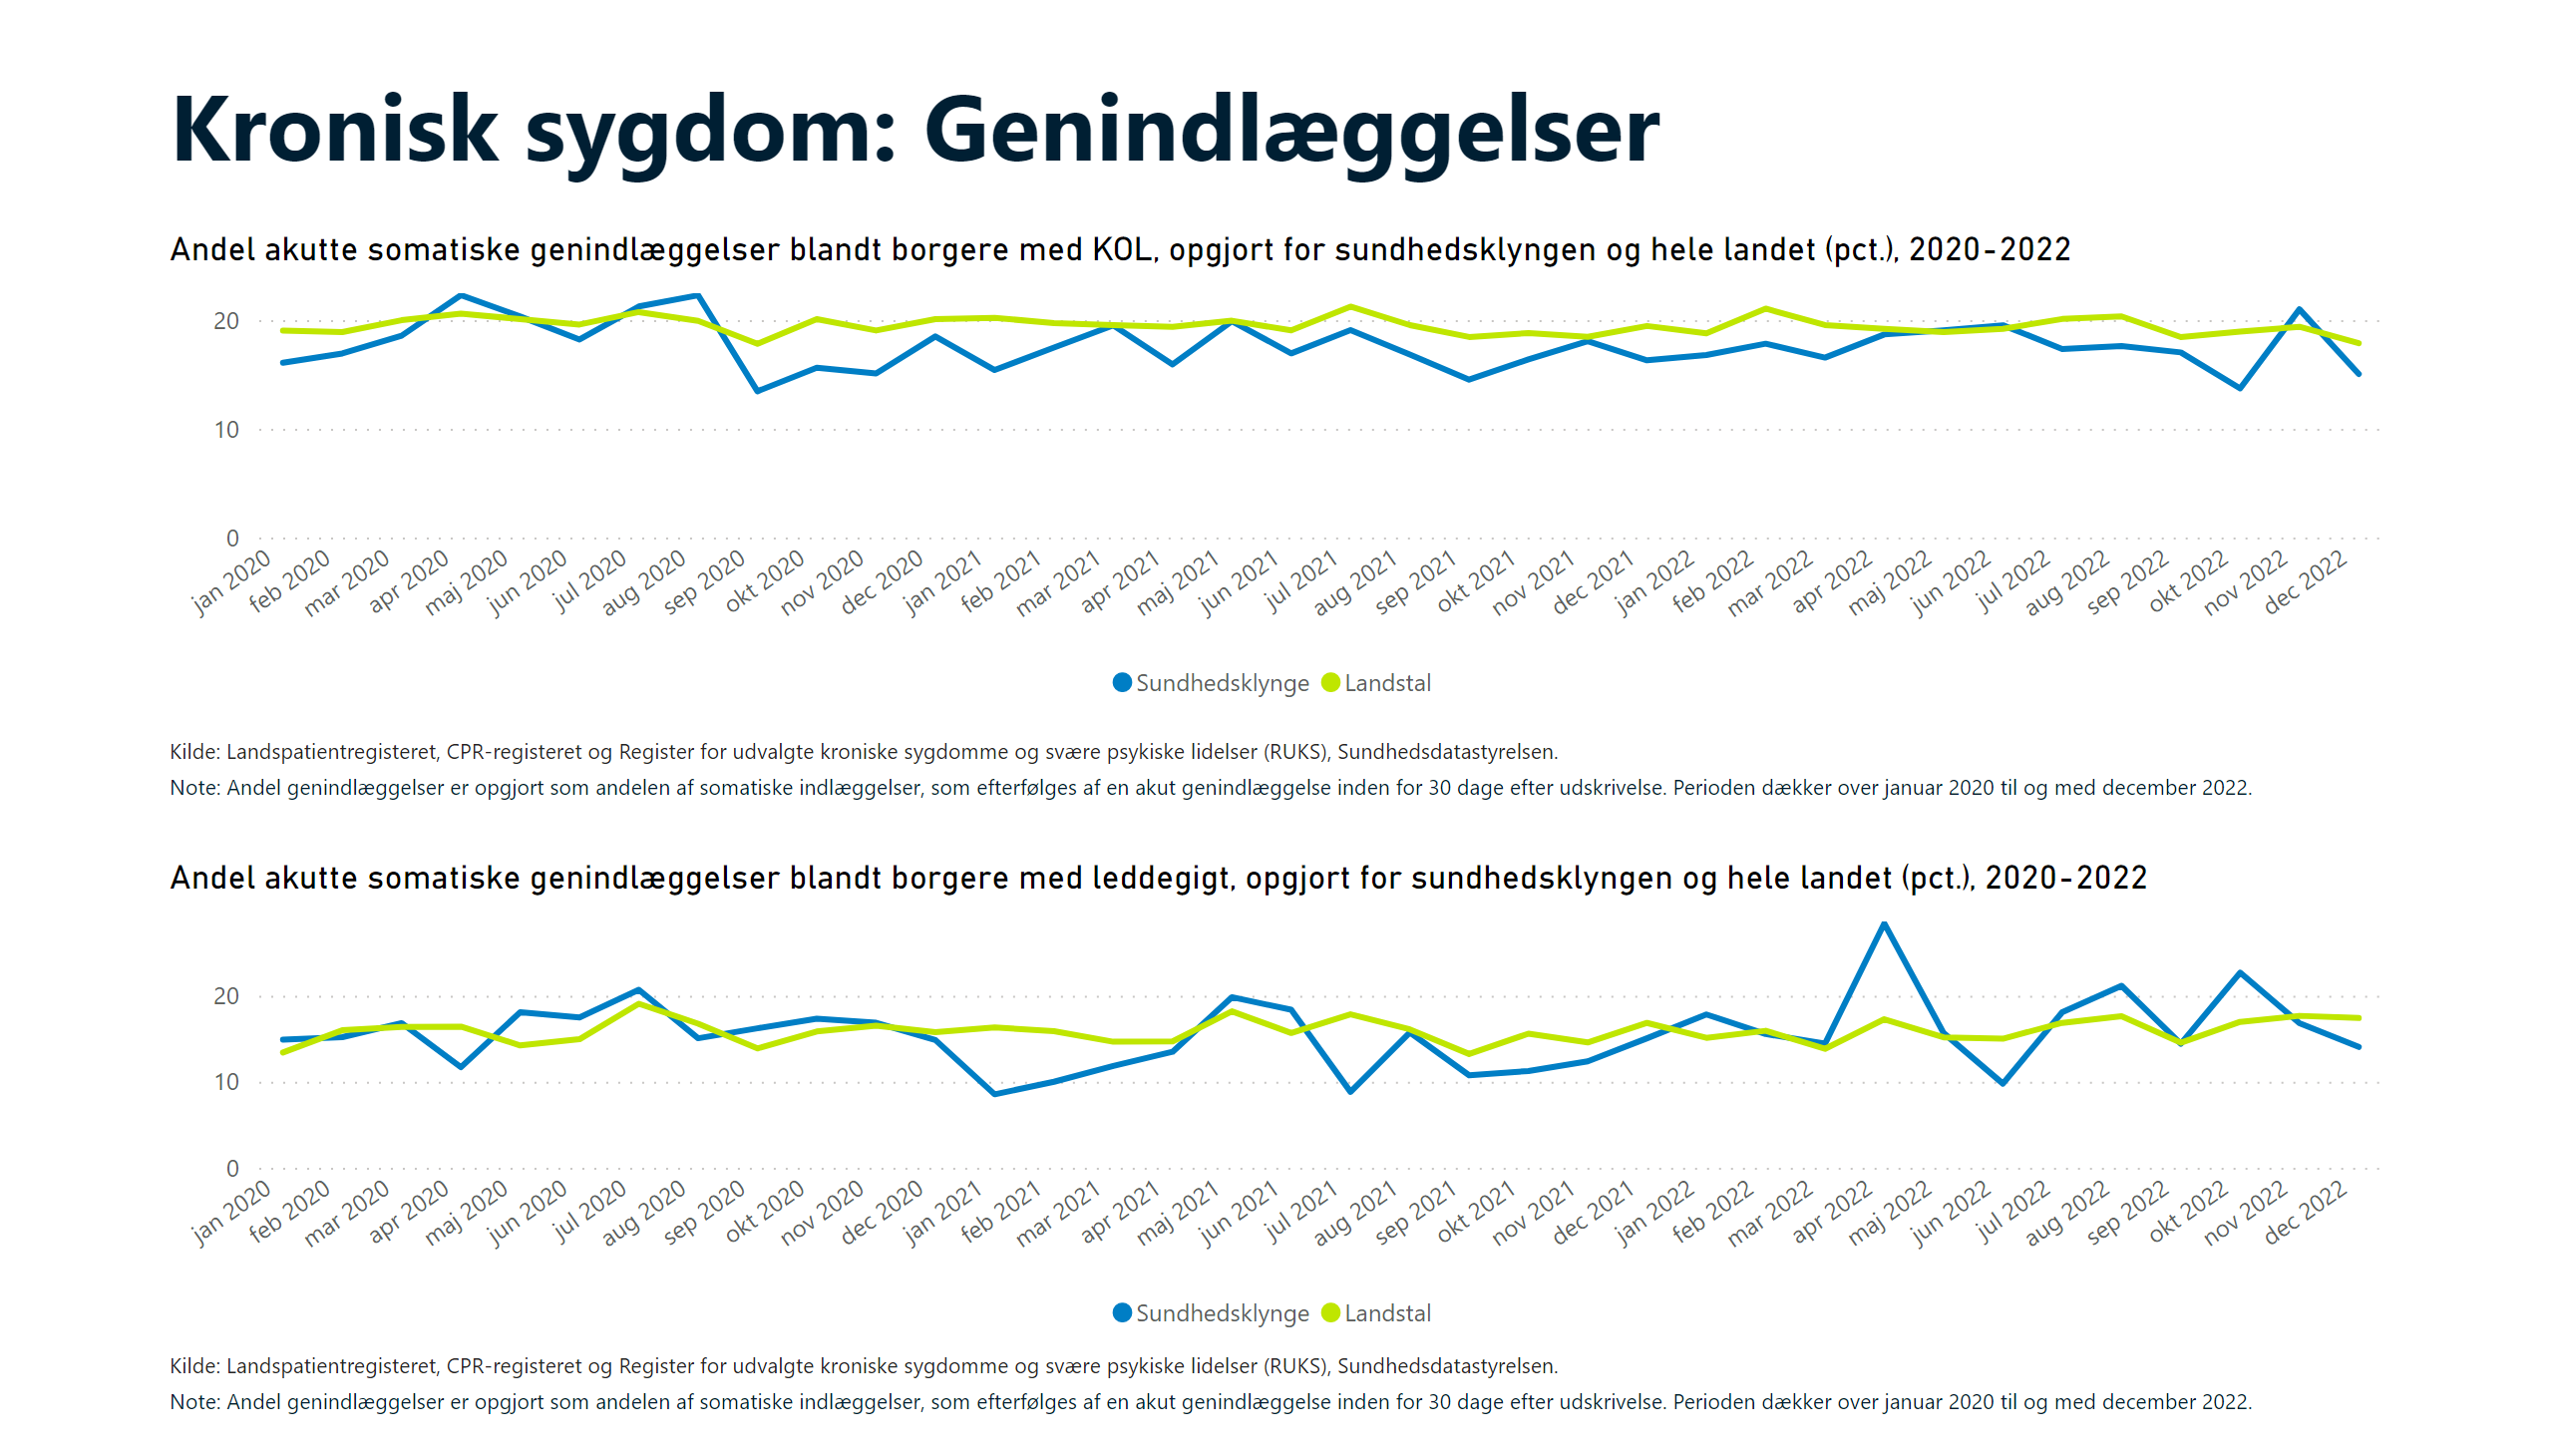 Kronisk sygdom: Genindlæggelser
Andel akutte somatiske genindlæggelser blandt borgere med KOL, opgjort for sundhedsklyngen og hele landet (pct.), 2020-2022
20
10
0
jan 2020
feb 2020
mar 2020
apr 2020
maj 2020
jun 2020
jul 2020
aug 2020
sep 2020
okt 2020
nov 2020
dec 2020
jan 2021
feb 2021
mar 2021
apr 2021
maj 2021
jun 2021
jul 2021
aug 2021
sep 2021
okt 2021
nov 2021
dec 2021
jan 2022
feb 2022
mar 2022
apr 2022
maj 2022
jun 2022
jul 2022
aug 2022
sep 2022
okt 2022
nov 2022
dec 2022
Sundhedsklynge Landstal
Kilde: Landspatientregisteret, CPR-registeret og Register for udvalgte kroniske sygdomme og svære psykiske lidelser (RUKS), Sundhedsdatastyrelsen.
Note: Andel genindlæggelser er opgjort som andelen af somatiske indlæggelser, som efterfølges af en akut genindlæggelse inden for 30 dage efter udskrivelse. Perioden dækker over januar 2020 til og med december 2022.
Andel akutte somatiske genindlæggelser blandt borgere med leddegigt, opgjort for sundhedsklyngen og hele landet (pct.), 2020-2022
20
10
0
jan 2020
feb 2020
mar 2020
apr 2020
maj 2020
jun 2020
jul 2020
aug 2020
sep 2020
okt 2020
nov 2020
dec 2020
jan 2021
feb 2021
mar 2021
apr 2021
maj 2021
jun 2021
jul 2021
aug 2021
sep 2021
okt 2021
nov 2021
dec 2021
jan 2022
feb 2022
mar 2022
apr 2022
maj 2022
jun 2022
jul 2022
aug 2022
sep 2022
okt 2022
nov 2022
dec 2022
Sundhedsklynge Landstal
Kilde: Landspatientregisteret, CPR-registeret og Register for udvalgte kroniske sygdomme og svære psykiske lidelser (RUKS), Sundhedsdatastyrelsen.
Note: Andel genindlæggelser er opgjort som andelen af somatiske indlæggelser, som efterfølges af en akut genindlæggelse inden for 30 dage efter udskrivelse. Perioden dækker over januar 2020 til og med december 2022.